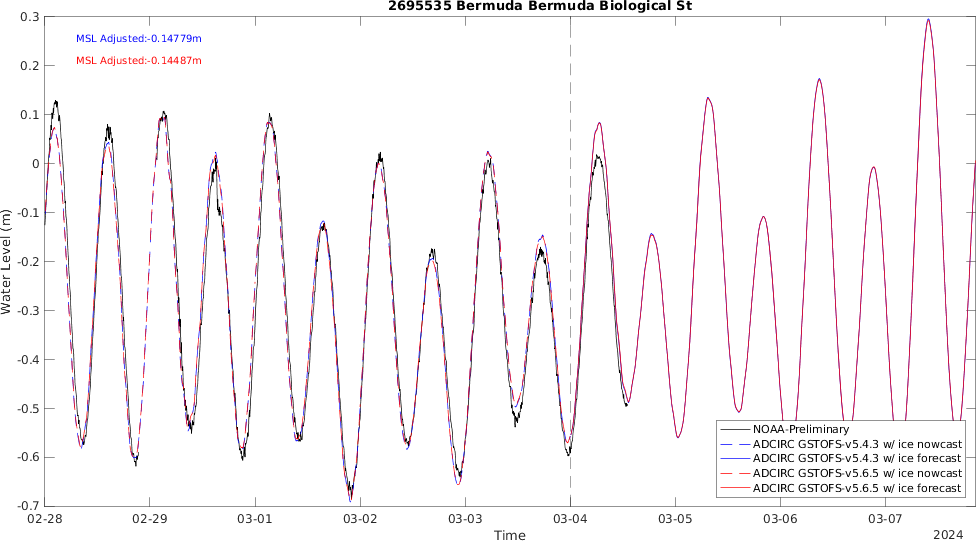 2695535 Bermuda Bermuda Biological St
0.3
0.2
0.1
0
-0.1
-0.2
-0.3
-0.4
-0.5
-0.6
-0.7
Water Level (m)
MSL Adjusted:-0.14779m
MSL Adjusted:-0.14487m
NOAA-Preliminary
ADCIRC GSTOFS-v5.4.3 w/ ice nowcast
ADCIRC GSTOFS-v5.4.3 w/ ice forecast
ADCIRC GSTOFS-v5.6.5 w/ ice nowcast
ADCIRC GSTOFS-v5.6.5 w/ ice forecast
02-28 02-29 03-01 03-02 03-03 03-04 03-05 03-06 03-07
Time
2024